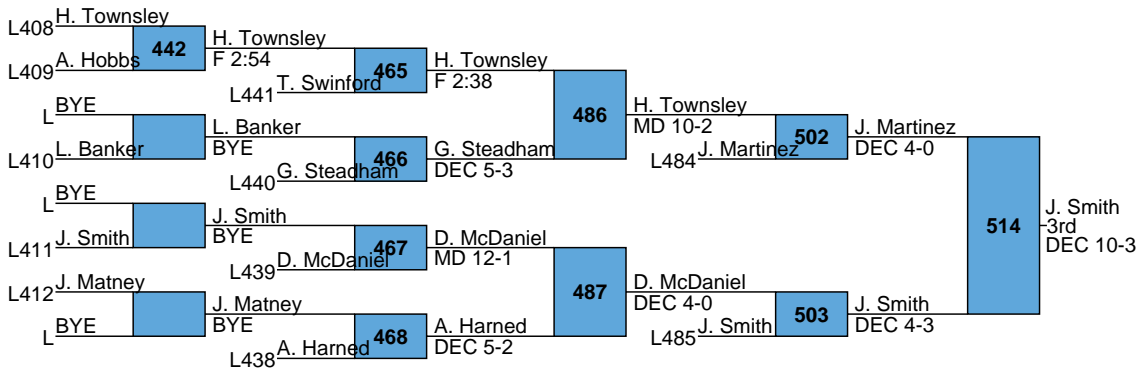 L408 H. Townsley
L409 A. Hobbs
442
H. Townsley
F 2:54
L441 T. Swinford
465
H. Townsley
F 2:38
L BYE
L410 L. Banker
L. Banker
BYE
L440 G. Steadham
466
G. Steadham
DEC 5-3
486
H. Townsley
MD 10-2
L484 J. Martinez
502
J. Martinez
DEC 4-0
L BYE
L411 J. Smith
J. Smith
BYE
L439 D. McDaniel
467
D. McDaniel
MD 12-1
L412 J. Matney
L BYE
J. Matney
BYE
L438 A. Harned
468
A. Harned
DEC 5-2
487
D. McDaniel
DEC 4-0
L485 J. Smith
503
J. Smith
DEC 4-3
514
J. Smith
3rd
DEC 10-3